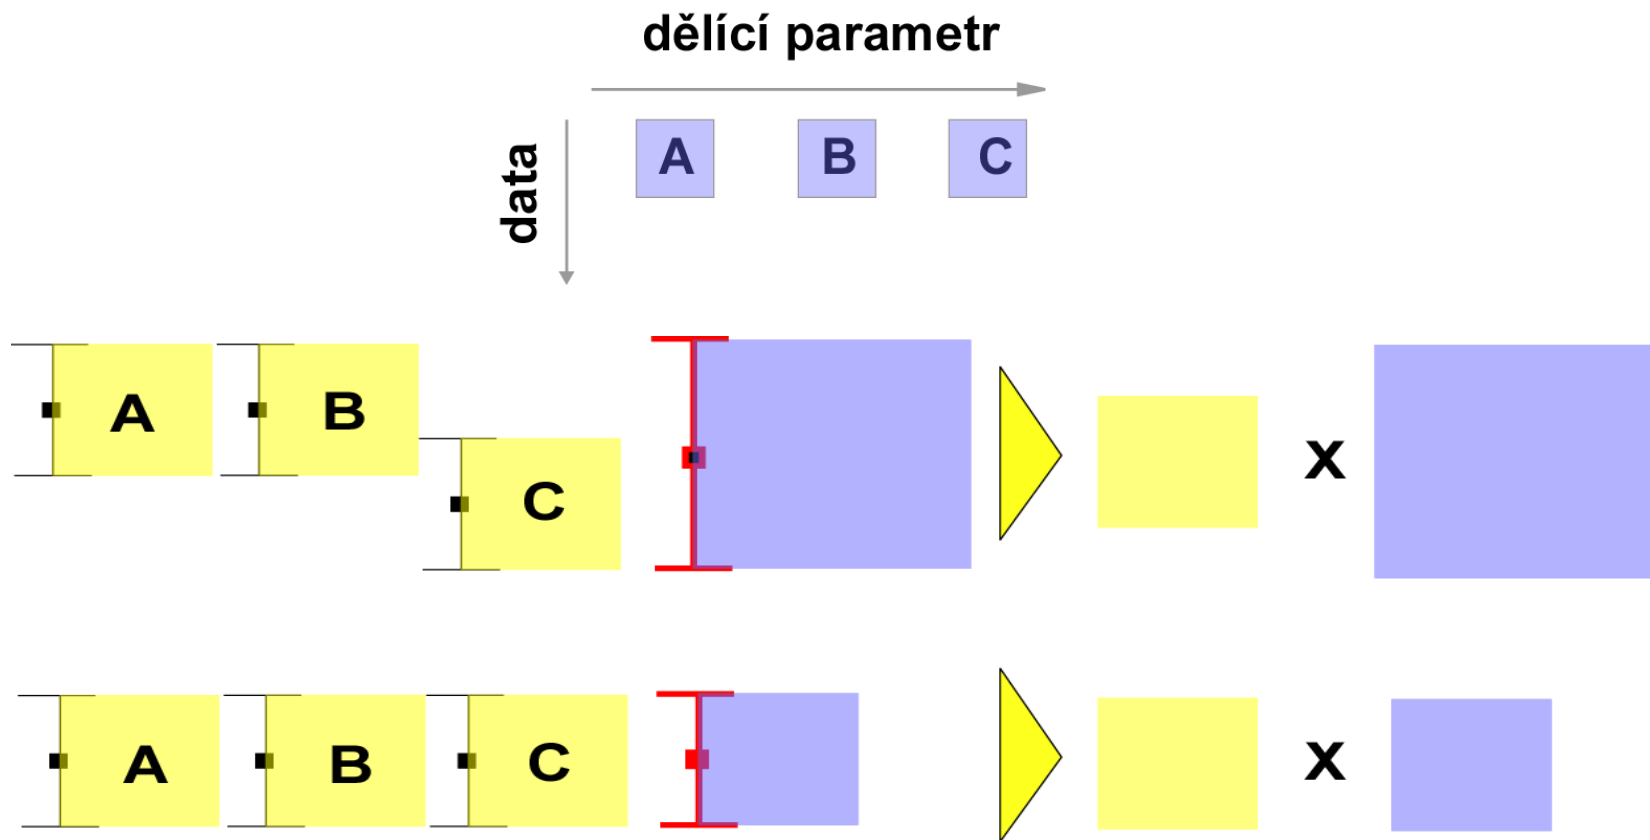 dělící parametr
data
A B C
A B
C
X
A B C
X